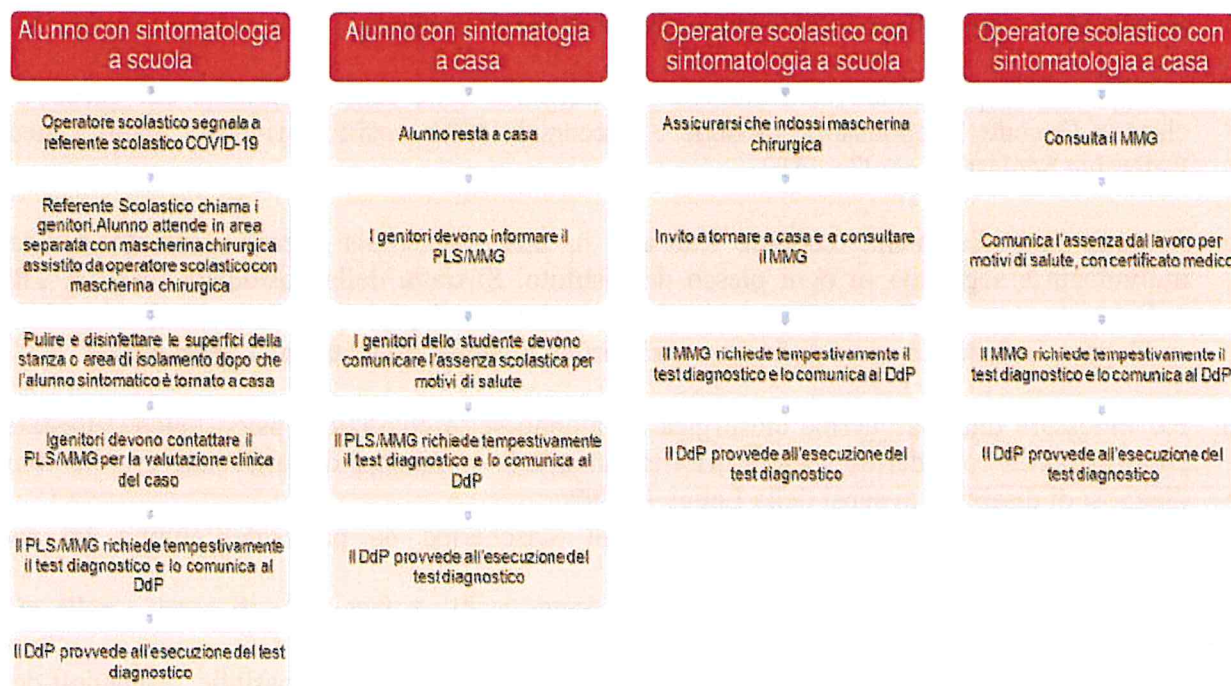 Alunno con sintomatologia
a scuola
Operatore scolastico segnala a
referente scolastico COVID-19
Referente Scolastico chiama i
genitori. Alunno attende in area
separata con mascherina chirurgica
assistito da operatore scolastico con
mascherina chirurgica
Pulire e disinfettare le superfici della
stanza o area di isolamento dopo che
l'alunno sintomatico è tornato a casa
I genitori devono contattare il
PLS/MMG per la valutazione clinica
del caso
Il PLS/MMG richiede tempestivamente
il test diagnostico e lo comunica al
DdP
Il DdP provvede all'esecuzione del test
diagnostico
Alunno con sintomatogia
a casa
Alunno resta a casa
I genitori devono informare il
PLS/MMG
I genitori dello studente devono
comunicare l'assenza scolastica per
motivi di salute
Il PLS/MMG richiede tempestivamente
il test diagnostico e lo comunica al
DdP
Il DdP provvede all'esecuzione del
test diagnostico
Operatore scolastico con
sintomatologia a scuola
Assicurarsi che indossi mascherina
chirurgica
Invito a tornare a casa e a consultare
il MMG
Il MMG richiede tempestivamente il
test diagnostico e lo comunica al DdP
Il DdP provvede all'esecuzione del
test diagnostico
Operatore scolastico con
sintomatologia a casa
Consulta il MMG
Comunica l'assenza dal lavoro per
motivi di salute, con certificato medico
Il MMG richiede tempestivamente il
test diagnostico e lo comunica al DdP
Il DdP provvede all'esecuzione del
test diagnostico